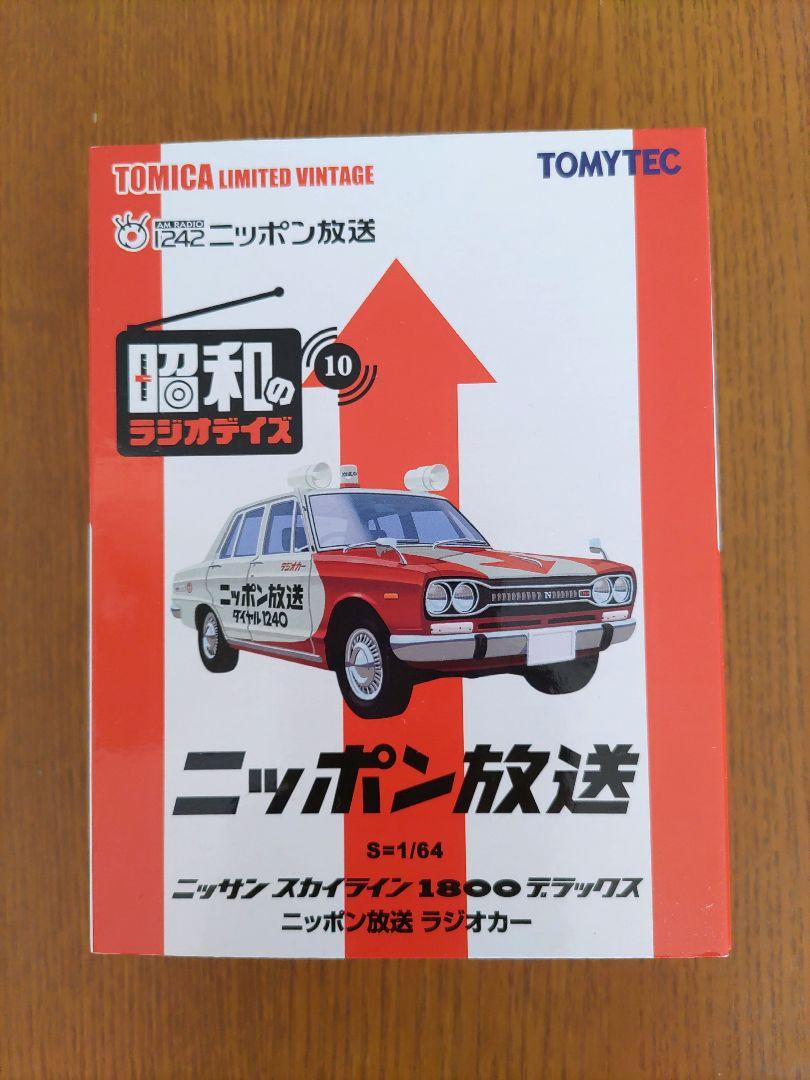 TOMICA LIMITED VINTAGE
TOMYTEC
AM RADIO
1242 ニッポン放送
昭和の
ラジオデイズ
10
ラジオカー
ニッポン放送
ダイヤル1240
N
ニッポン放送
S=1/64
ニッサン スカイライン 1800 デラックス
ニッポン放送 ラジオカー